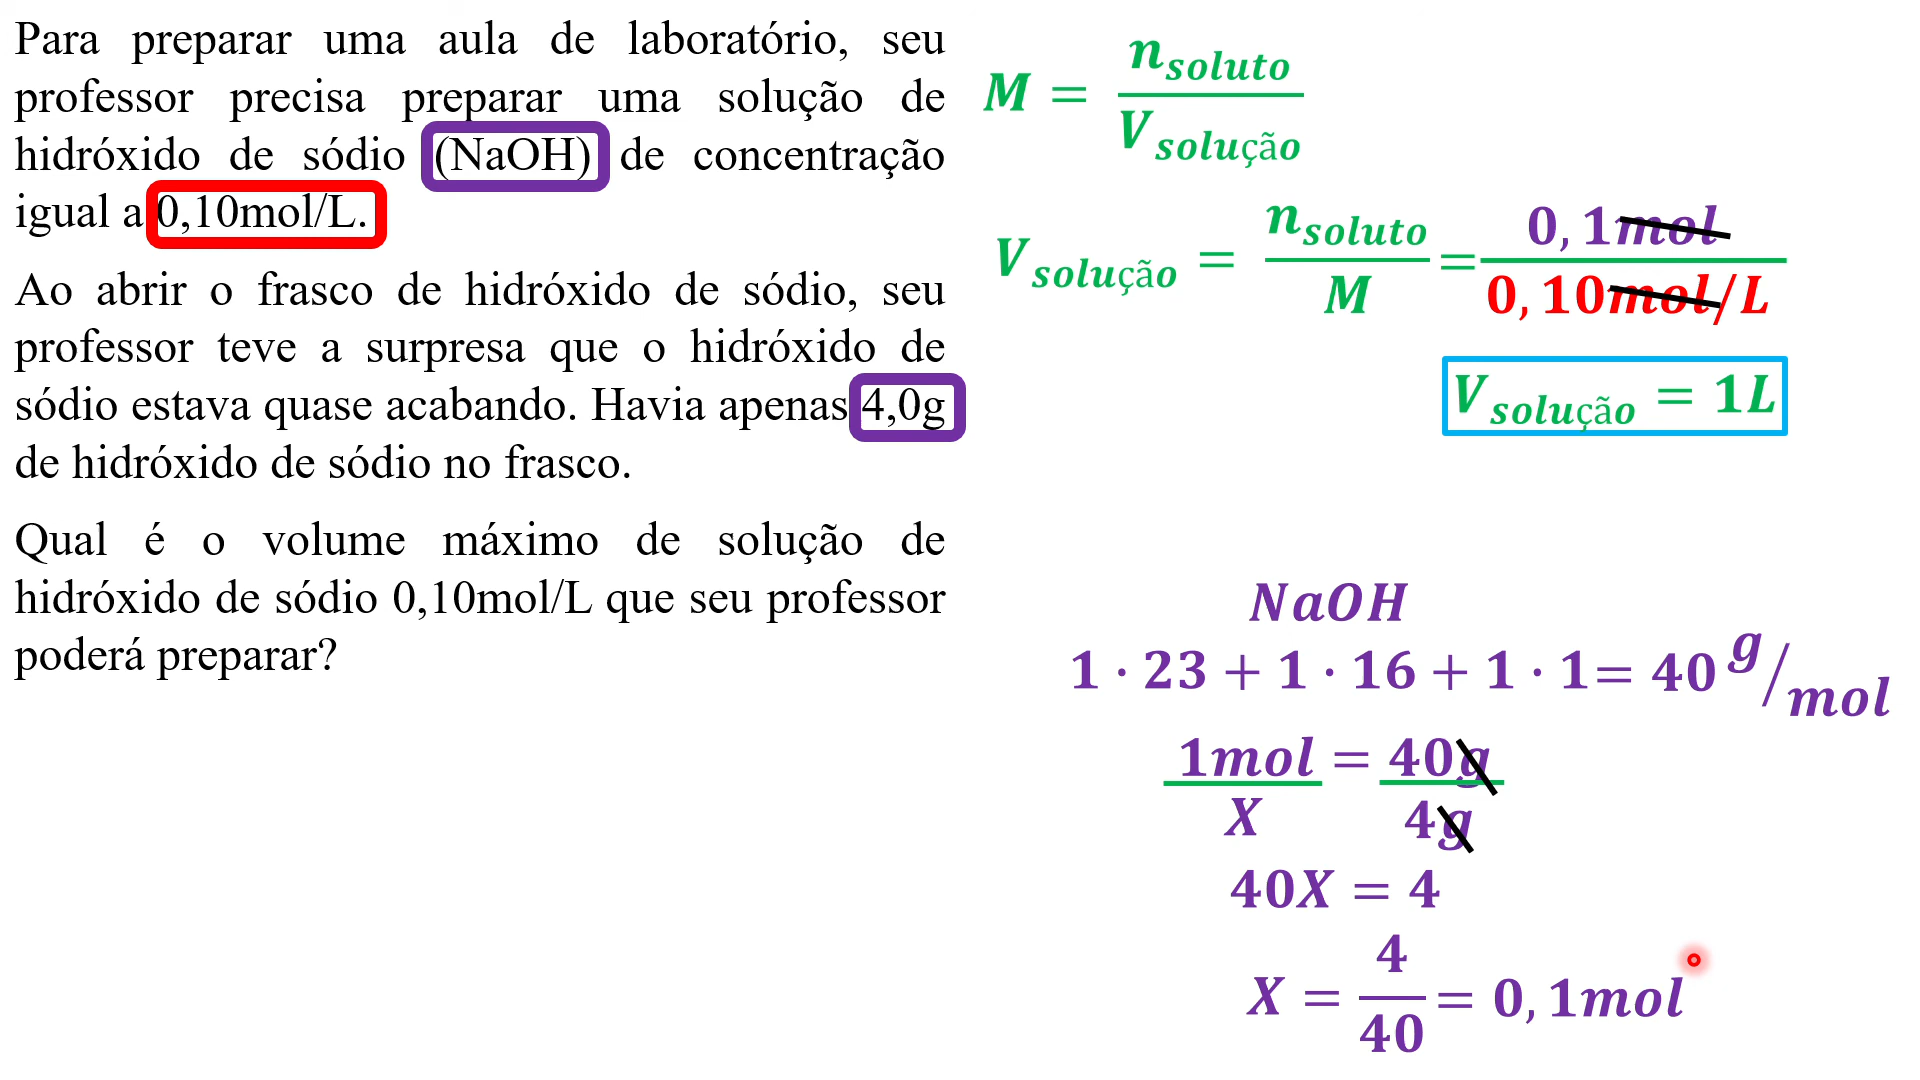 Para preparar uma aula de laboratório, seu
professor precisa preparar uma solução de
hidróxido de sódio (NaOH) de concentração
igual a 0,10mol/L.
Ao abrir o frasco de hidróxido de sódio, seu
professor teve a surpresa que o hidróxido de
sódio estava quase acabando. Havia apenas 4,0g
de hidróxido de sódio no frasco.
Qual é o volume máximo de solução de
hidróxido de sódio 0,10mol/L que seu professor
poderá preparar?
M = n_soluto / V_solução
V_solução = n_soluto / M = 0,1mol / 0,10mol/L
V_solução = 1L
NaOH
1 · 23 + 1 · 16 + 1 · 1 = 40 g/mol
1mol = 40g
X 4g
40X = 4
X = 4/40 = 0,1mol